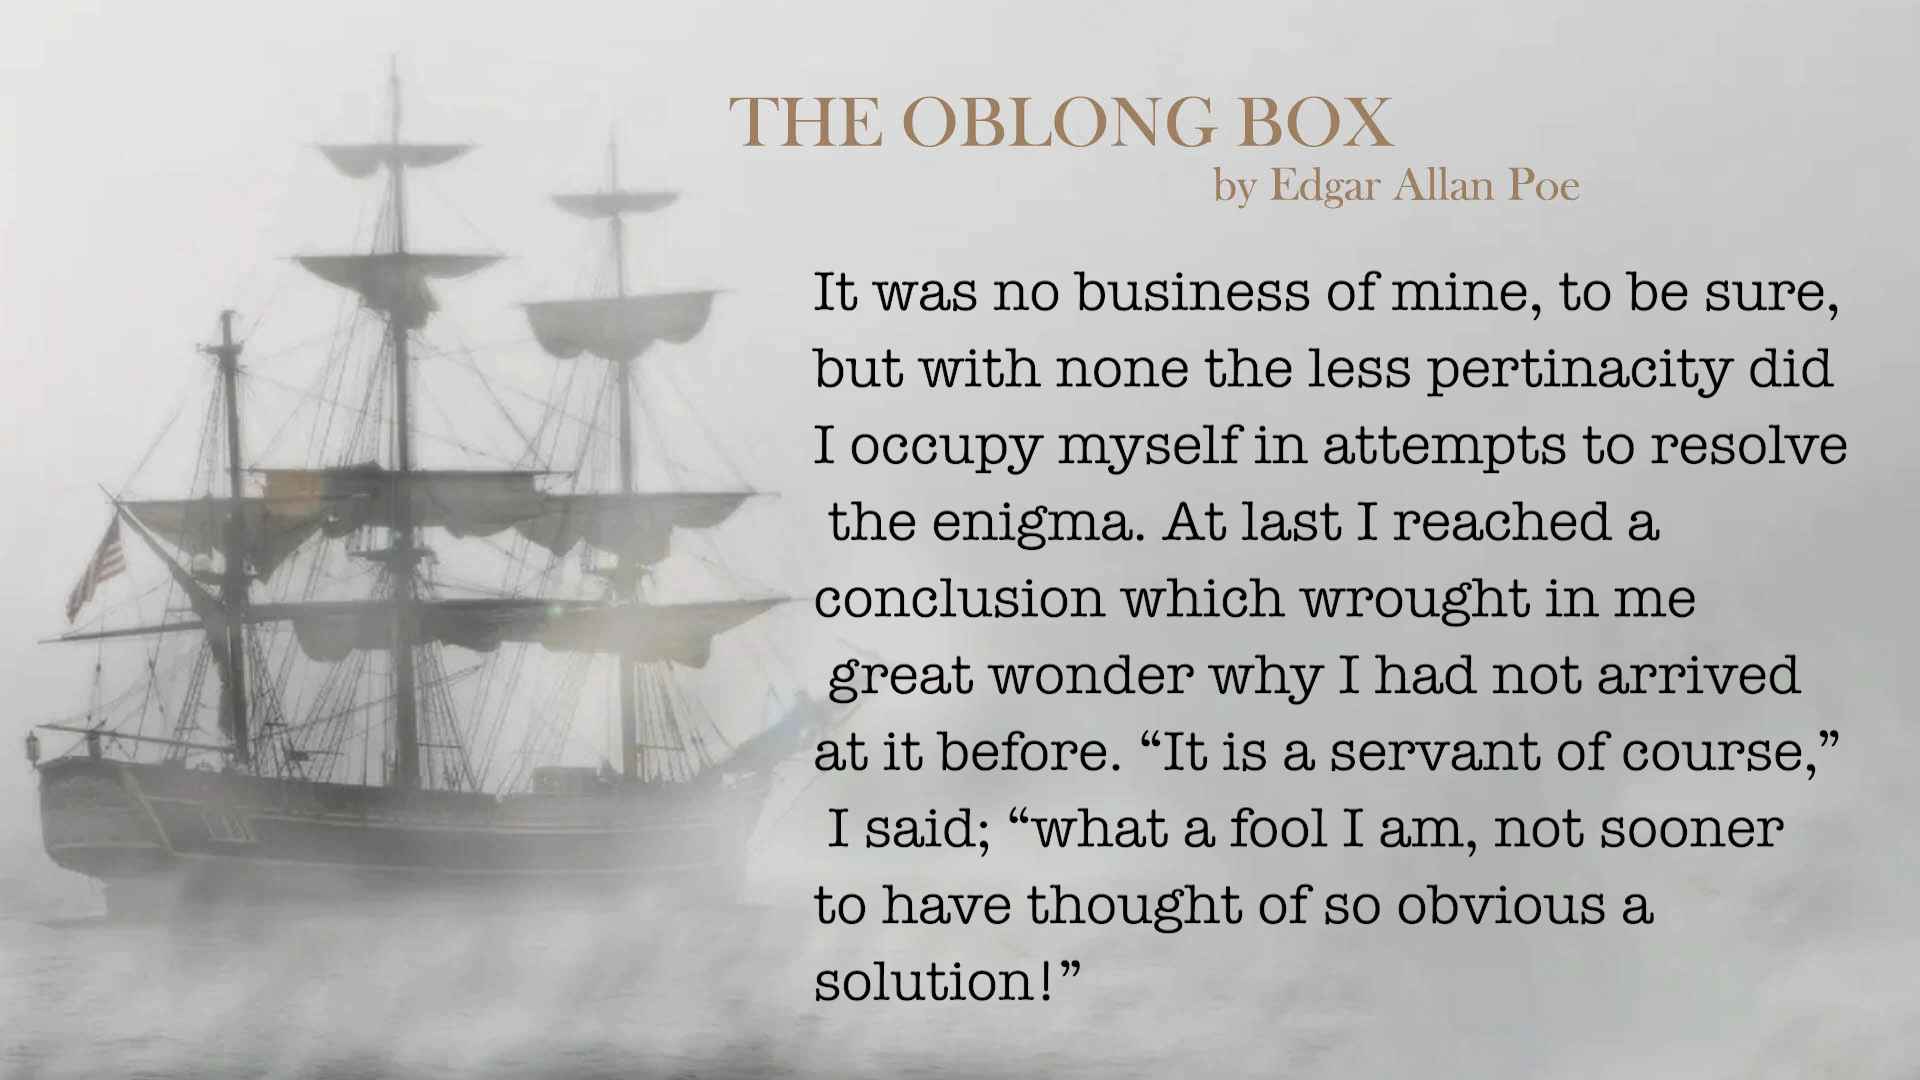 THE OBLONG BOX
by Edgar Allan Poe
It was no business of mine, to be sure,
but with none the less pertinacity did
I occupy myself in attempts to resolve
the enigma. At last I reached a
conclusion which wrought in me
great wonder why I had not arrived
at it before. “It is a servant of course,”
I said; “what a fool I am, not sooner
to have thought of so obvious a
solution!”